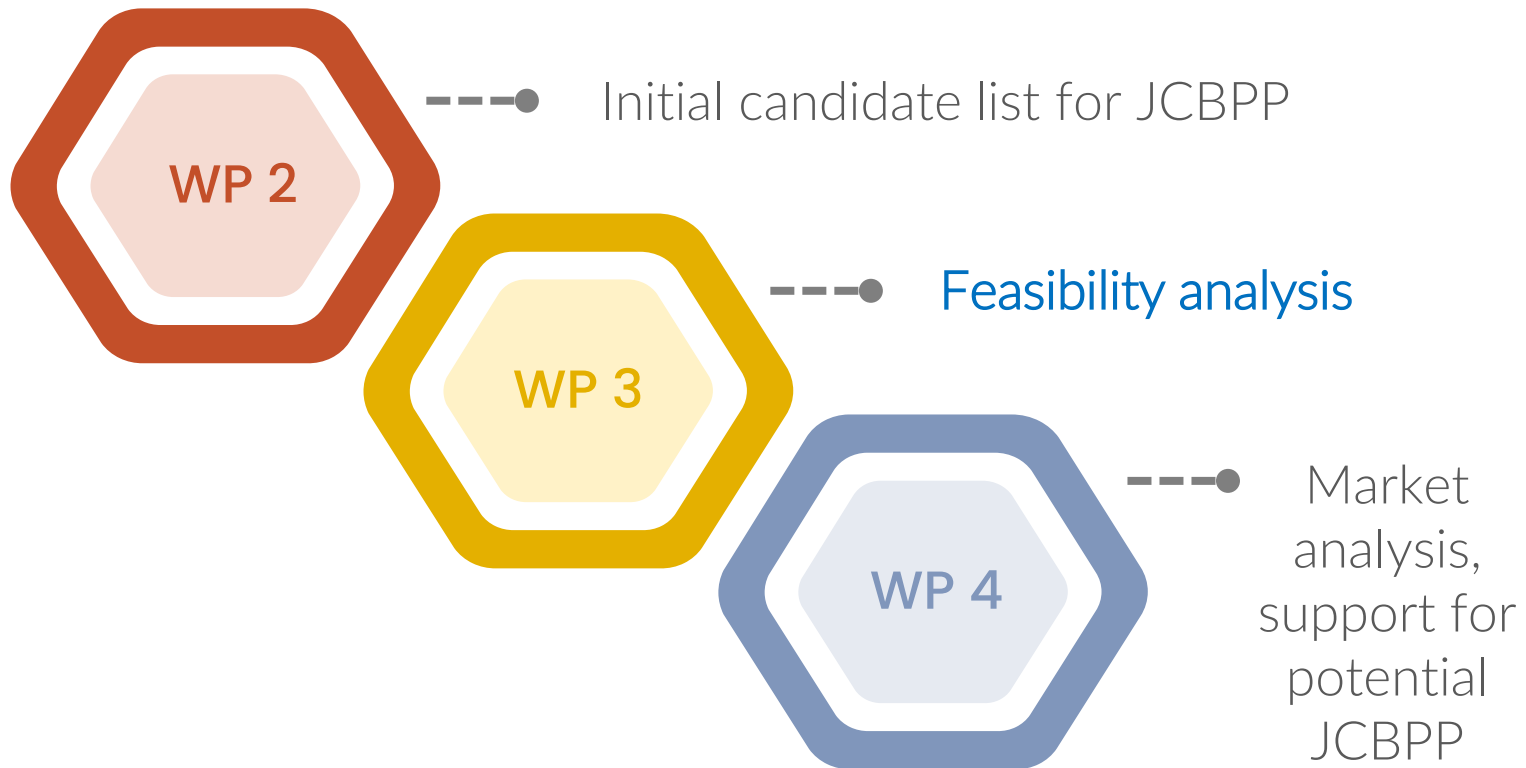 WP 2
Initial candidate list for JCBPP
WP 3
Feasibility analysis
WP 4
Market
analysis,
support for
potential
JCBPP